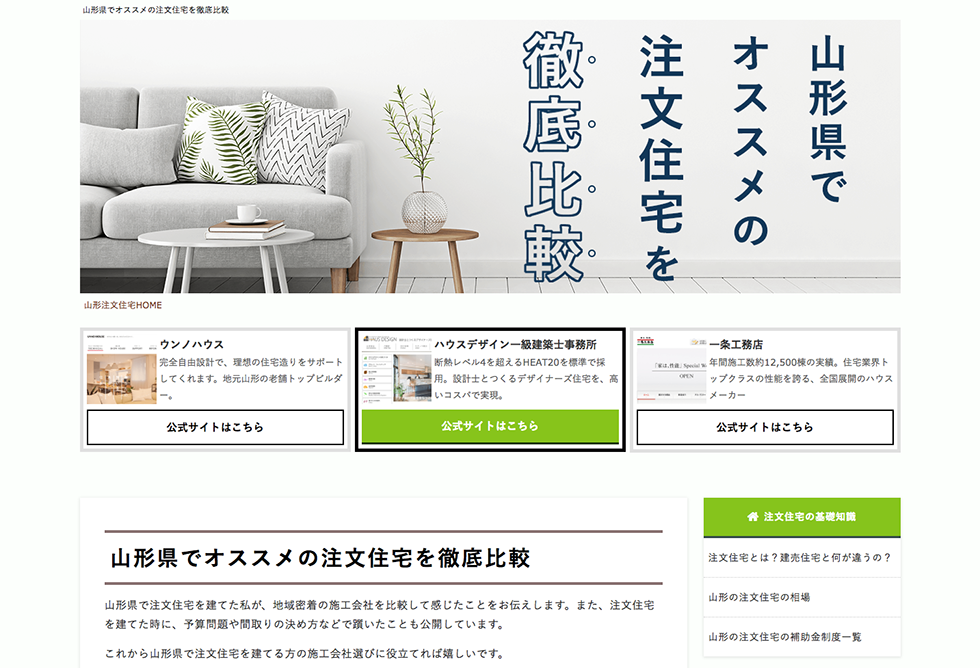 山形県でオススメの注文住宅を徹底比較
山形県で
オススメの
注文住宅を
徹底比較
山形注文住宅HOME
ウンノハウス
完全自由設計で、理想の住宅造りをサポート
してくれます。地元山形の老舗トップビルダ
ー。
公式サイトはこちら
ハウスデザイン一級建築士事務所
断熱レベル4を超えるHEAT20を標準で採
用。設計士とつくるデザイナーズ住宅を、高
いコスパで実現。
公式サイトはこちら
一条工務店
年間施工数約12,500棟の実績。住宅業界ト
ップクラスの性能を誇る、全国展開のハウス
メーカー
「家は、性能」 Special W
OPEN
公式サイトはこちら
山形県でオススメの注文住宅を徹底比較
山形県で注文住宅を建てた私が、地域密着の施工会社を比較して感じたことをお伝えします。また、注文住宅
を建てた時に、予算問題や間取りの決め方などで躓いたことも公開しています。
これから山形県で注文住宅を建てる方の施工会社選びに役立てれば嬉しいです。
注文住宅の基礎知識
注文住宅とは？建売住宅と何が違うの？
山形の注文住宅の相場
山形の注文住宅の補助金制度一覧